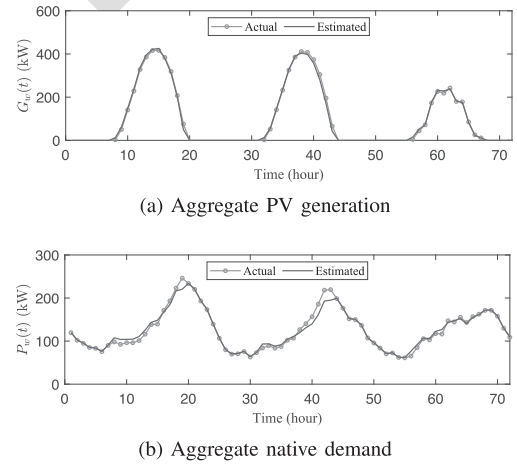 600
400
200
0
G_w(t) (kW)
Actual Estimated
0 10 20 30 40 50 60 70
Time (hour)
(a) Aggregate PV generation
300
200
100
0
P_w(t) (kW)
Actual Estimated
0 10 20 30 40 50 60 70
Time (hour)
(b) Aggregate native demand